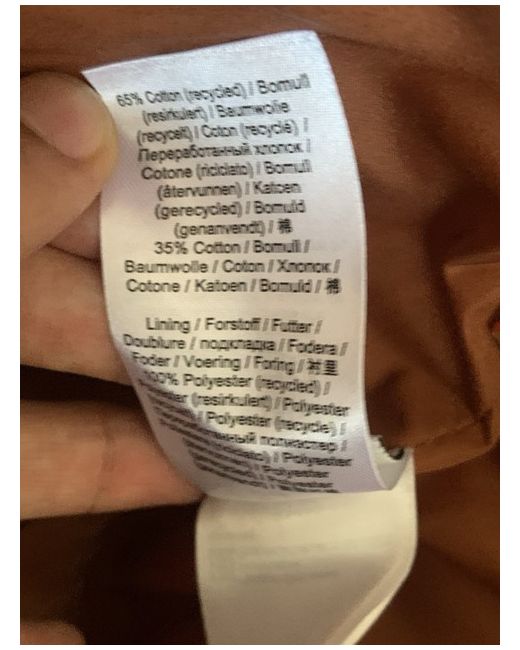 65% Cotton (recycled) / Bomull
(resirkulert) / Baumwolle
(recycelt) / Coton (recyclé) /
Переработанный хлопок /
Cotone (riciclato) / Bomull
(återvunnen) / Katoen
(gerecycled) / Bomuld
(genanvendt) / 棉
35% Cotton / Bomull /
Baumwolle / Coton / Хлопок /
Cotone / Katoen / Bomuld / 棉
Lining / Forstoff / Futter /
Doublure / подкладка / Fodera /
Foder / Voering / Foring / 衬里
100% Polyester (recycled) /
(resirkulert) / Polyester
/ Polyester (recyclé) /
полиэстер /
/ Polyester
/ Polyester